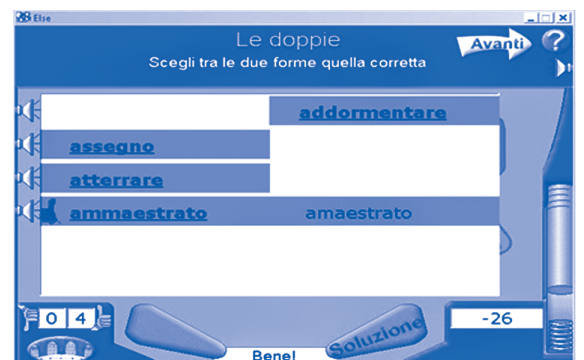 Else
Le doppie
Avanti
?
Scegli tra le due forme quella corretta
addormentare
assegno
atterrare
ammaestrato amaestrato
0 4
Soluzione
-26
Bene!